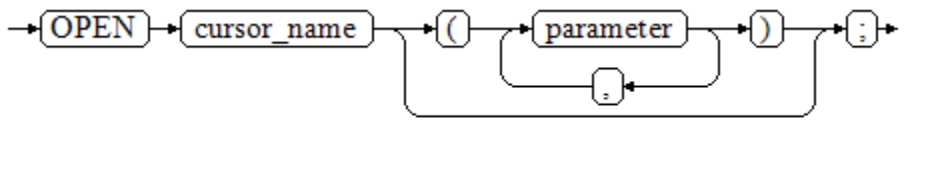 OPEN cursor_name ( parameter ) ;
,